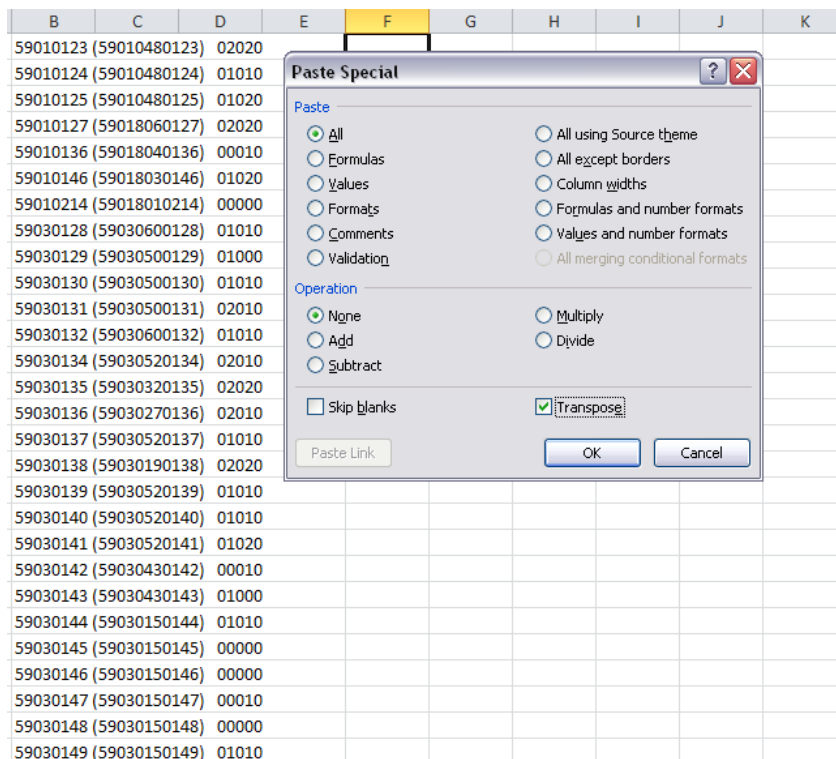 B C D E F G H I J K
59010123 (59010480123) 02020
59010124 (59010480124) 01010
59010125 (59010480125) 01020
59010127 (59018060127) 02020
59010136 (59018040136) 00010
59010146 (59018030146) 01020
59010214 (59018010214) 00000
59030128 (59030600128) 01010
59030129 (59030500129) 01000
59030130 (59030500130) 01010
59030131 (59030500131) 02010
59030132 (59030600132) 01010
59030134 (59030520134) 02010
59030135 (59030320135) 02020
59030136 (59030270136) 02010
59030137 (59030520137) 01010
59030138 (59030190138) 02020
59030139 (59030520139) 01010
59030140 (59030520140) 01010
59030141 (59030520141) 01020
59030142 (59030430142) 00010
59030143 (59030430143) 01000
59030144 (59030150144) 01010
59030145 (59030150145) 00000
59030146 (59030150146) 00000
59030147 (59030150147) 00010
59030148 (59030150148) 00000
59030149 (59030150149) 01010
Paste Special ?
Paste
All All using Source theme
Formulas All except borders
Values Column widths
Formats Formulas and number formats
Comments Values and number formats
Validation All merging conditional formats
Operation
None Multiply
Add Divide
Subtract
Skip blanks Transpose
Paste Link OK Cancel